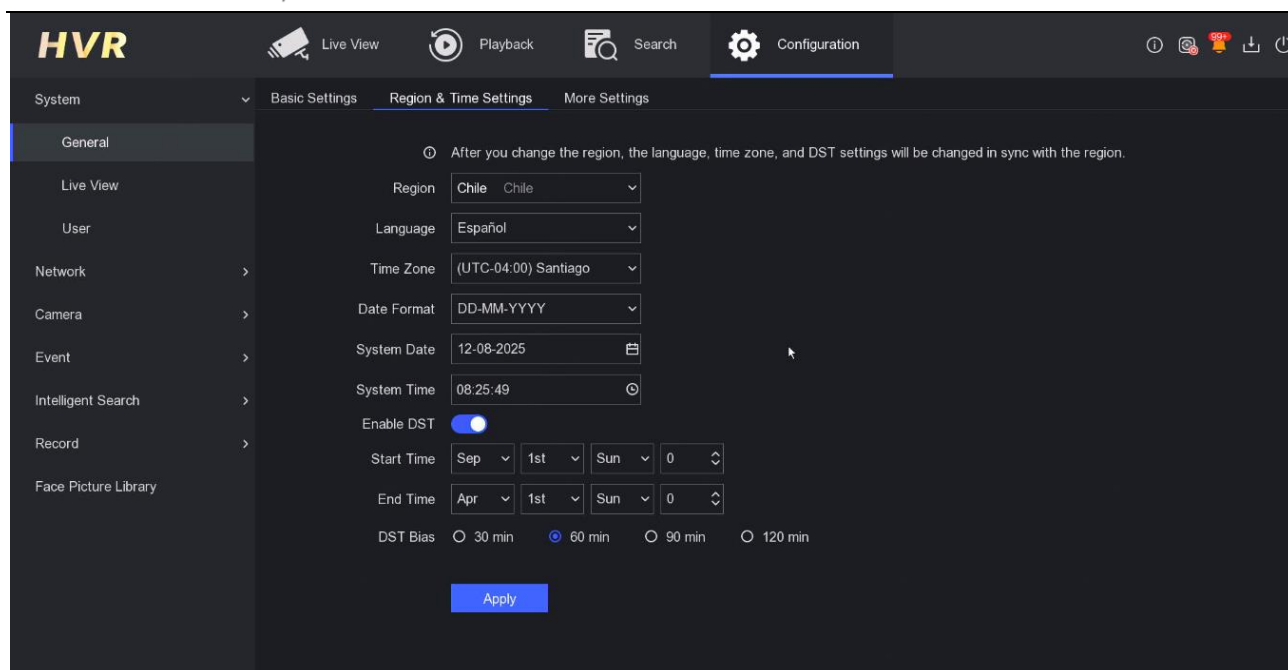 HVR
Live View
Playback
Search
Configuration
99+
System
General
Live View
User
Network
Camera
Event
Intelligent Search
Record
Face Picture Library
Basic Settings Region & Time Settings More Settings
After you change the region, the language, time zone, and DST settings will be changed in sync with the region.
Region Chile Chile
Language Español
Time Zone (UTC-04:00) Santiago
Date Format DD-MM-YYYY
System Date 12-08-2025
System Time 08:25:49
Enable DST
Start Time Sep 1st Sun 0
End Time Apr 1st Sun 0
DST Bias 30 min 60 min 90 min 120 min
Apply